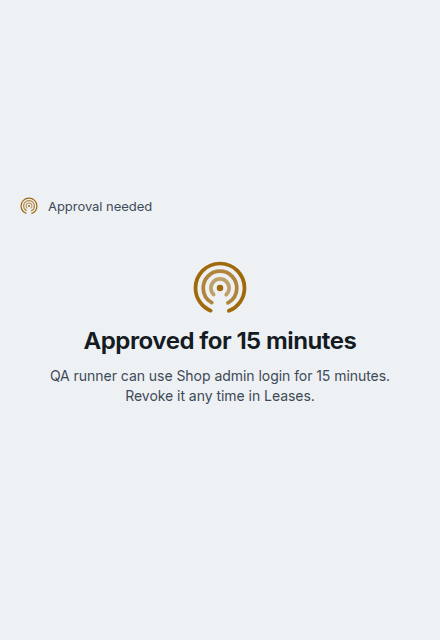 Approval needed
Approved for 15 minutes
QA runner can use Shop admin login for 15 minutes.
Revoke it any time in Leases.